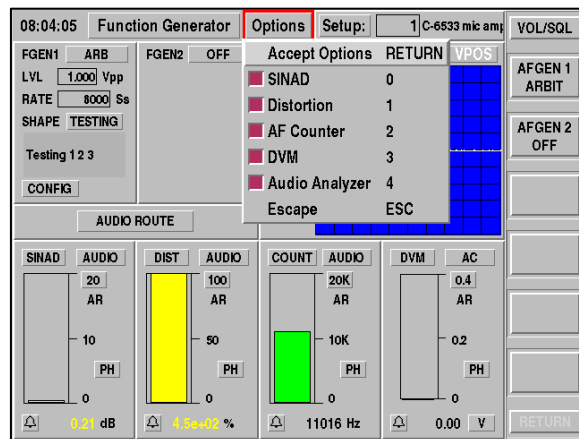 08:04:05 Function Generator Options Setup: 1 C-6533 mic amp
VOL/SQL
FGEN1 ARB
FGEN2 OFF
LVL 1.000 Vpp
RATE 8000 Ss
SHAPE TESTING
Testing 1 2 3
CONFIG
AUDIO ROUTE
Accept Options RETURN
SINAD 0
Distortion 1
AF Counter 2
DVM 3
Audio Analyzer 4
Escape ESC
VPOS
AFGEN 1
ARBIT
AFGEN 2
OFF
SINAD AUDIO
20
AR
10
PH
0
0.21 dB
DIST AUDIO
100
AR
50
PH
0
4.5e+02 %
COUNT AUDIO
20K
AR
10K
PH
0
11016 Hz
DVM AC
0.4
AR
0.2
PH
0
0.00 V
RETURN